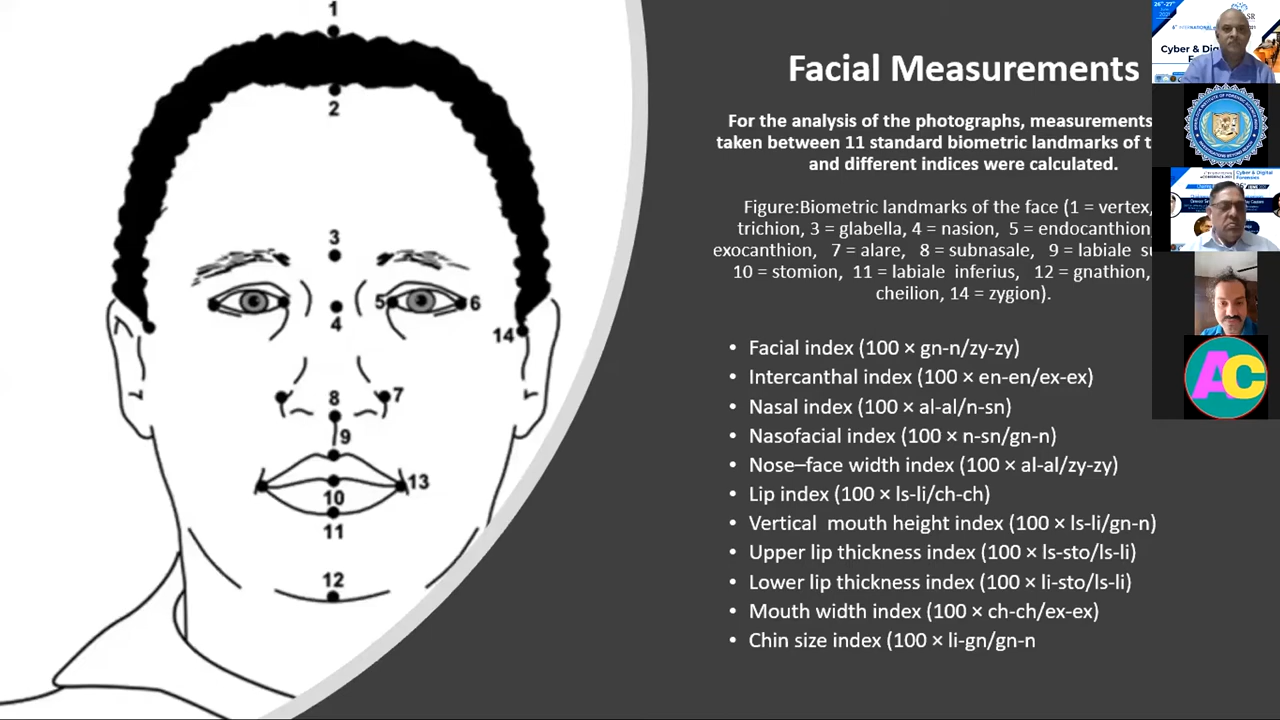 1
2
3
4
5
6
14
7
8
9
13
10
11
12
Facial Measurements
For the analysis of the photographs, measurements
taken between 11 standard biometric landmarks of
and different indices were calculated.
Figure:Biometric landmarks of the face (1 = vertex,
trichion, 3 = glabella, 4 = nasion, 5 = endocanthion,
exocanthion, 7 = alare, 8 = subnasale, 9 = labiale
10 = stomion, 11 = labiale inferius, 12 = gnathion,
cheilion, 14 = zygion).
• Facial index (100 × gn-n/zy-zy)
• Intercanthal index (100 × en-en/ex-ex)
• Nasal index (100 × al-al/n-sn)
• Nasofacial index (100 × n-sn/gn-n)
• Nose–face width index (100 × al-al/zy-zy)
• Lip index (100 × ls-li/ch-ch)
• Vertical mouth height index (100 × ls-li/gn-n)
• Upper lip thickness index (100 × ls-sto/ls-li)
• Lower lip thickness index (100 × li-sto/ls-li)
• Mouth width index (100 × ch-ch/ex-ex)
• Chin size index (100 × li-gn/gn-n
26th-27th
Cyber & Dig
Cyber & Digital
Forensics
AC